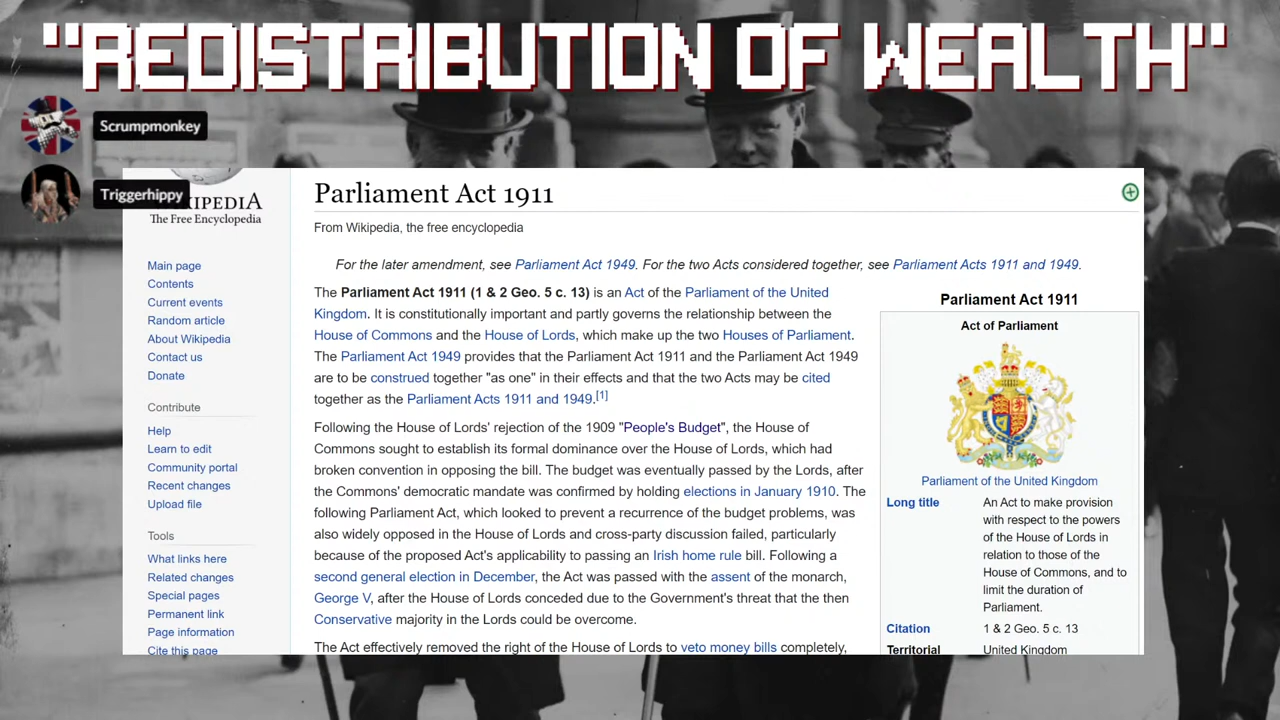 "REDISTRIBUTION OF WEALTH"
Scrumpmonkey
Triggerhippy
IPEDIA
The Free Encyclopedia
Main page
Contents
Current events
Random article
About Wikipedia
Contact us
Donate
Contribute
Help
Learn to edit
Community portal
Recent changes
Upload file
Tools
What links here
Related changes
Special pages
Permanent link
Page information
Cite this page
Parliament Act 1911
From Wikipedia, the free encyclopedia
For the later amendment, see Parliament Act 1949. For the two Acts considered together, see Parliament Acts 1911 and 1949.
The Parliament Act 1911 (1 & 2 Geo. 5 c. 13) is an Act of the Parliament of the United
Kingdom. It is constitutionally important and partly governs the relationship between the
House of Commons and the House of Lords, which make up the two Houses of Parliament.
The Parliament Act 1949 provides that the Parliament Act 1911 and the Parliament Act 1949
are to be construed together "as one" in their effects and that the two Acts may be cited
together as the Parliament Acts 1911 and 1949.[1]
Following the House of Lords' rejection of the 1909 "People's Budget", the House of
Commons sought to establish its formal dominance over the House of Lords, which had
broken convention in opposing the bill. The budget was eventually passed by the Lords, after
the Commons' democratic mandate was confirmed by holding elections in January 1910. The
following Parliament Act, which looked to prevent a recurrence of the budget problems, was
also widely opposed in the House of Lords and cross-party discussion failed, particularly
because of the proposed Act's applicability to passing an Irish home rule bill. Following a
second general election in December, the Act was passed with the assent of the monarch,
George V, after the House of Lords conceded due to the Government's threat that the then
Conservative majority in the Lords could be overcome.
The Act effectively removed the right of the House of Lords to veto money bills completely,
Parliament Act 1911
Act of Parliament
Parliament of the United Kingdom
Long title An Act to make provision
with respect to the powers
of the House of Lords in
relation to those of the
House of Commons, and to
limit the duration of
Parliament.
Citation 1 & 2 Geo. 5 c. 13
Territorial United Kingdom